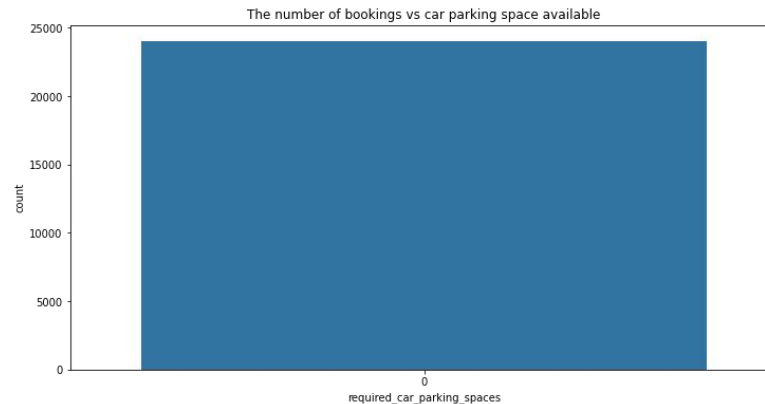 The number of bookings vs car parking space available
25000
20000
15000
10000
5000
0
count
0
required_car_parking_spaces